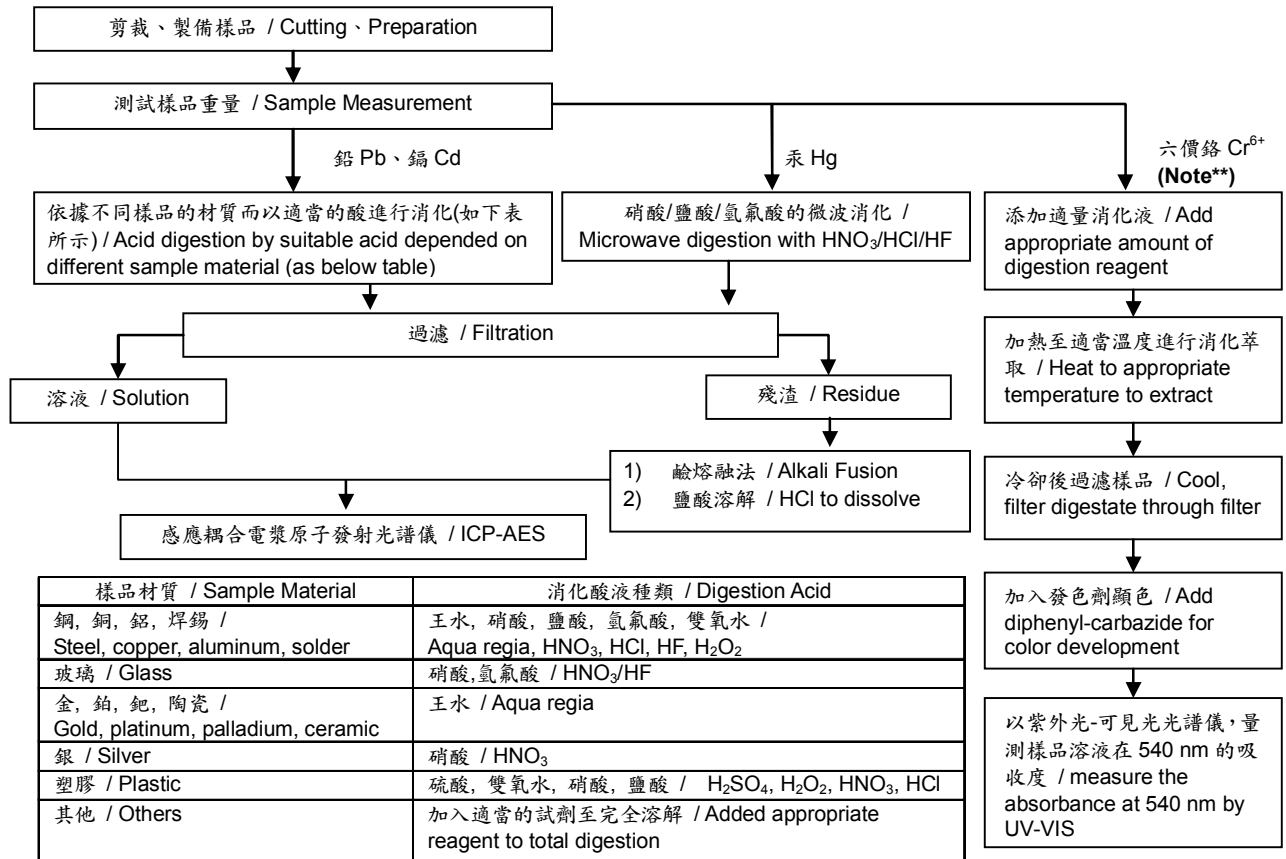 剪裁、製備樣品 / Cutting、Preparation
測試樣品重量 / Sample Measurement
鉛 Pb、鎘 Cd
汞 Hg
六價鉻 Cr⁶⁺
(Note**)
依據不同樣品的材質而以適當的酸進行消化(如下表
所示) / Acid digestion by suitable acid depended on
different sample material (as below table)
硝酸/鹽酸/氫氟酸的微波消化 /
Microwave digestion with HNO₃/HCl/HF
添加適量消化液 / Add
appropriate amount of
digestion reagent
過濾 / Filtration
加熱至適當溫度進行消化萃
取 / Heat to appropriate
temperature to extract
溶液 / Solution
殘渣 / Residue
1) 鹼熔融法 / Alkali Fusion
2) 鹽酸溶解 / HCl to dissolve
冷卻後過濾樣品 / Cool,
filter digestate through filter
感應耦合電漿原子發射光譜儀 / ICP-AES
加入發色劑顯色 / Add
diphenyl-carbazide for
color development
以紫外光-可見光光譜儀，量
測樣品溶液在 540 nm 的吸
收度 / measure the
absorbance at 540 nm by
UV-VIS
樣品材質 / Sample Material 消化酸液種類 / Digestion Acid
鋼, 銅, 鋁, 焊錫 / 王水, 硝酸, 鹽酸, 氫氟酸, 雙氧水 /
Steel, copper, aluminum, solder Aqua regia, HNO₃, HCl, HF, H₂O₂
玻璃 / Glass 硝酸,氫氟酸 / HNO₃/HF
金, 鉑, 鈀, 陶瓷 / 王水 / Aqua regia
Gold, platinum, palladium, ceramic
銀 / Silver 硝酸 / HNO₃
塑膠 / Plastic 硫酸, 雙氧水, 硝酸, 鹽酸 / H₂SO₄, H₂O₂, HNO₃, HCl
其他 / Others 加入適當的試劑至完全溶解 / Added appropriate
reagent to total digestion